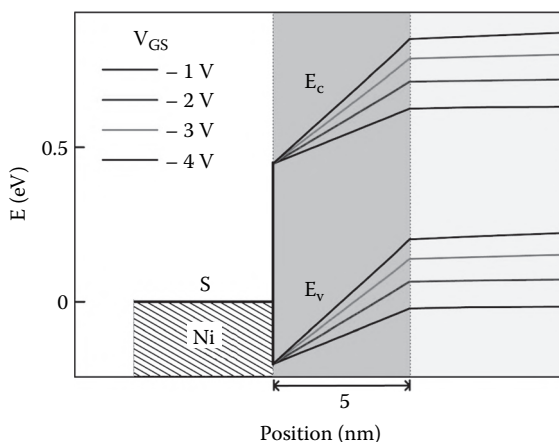 V_GS
– 1 V
– 2 V
– 3 V
– 4 V
E_c
0.5
E (eV)
S
0
E_v
Ni
5
Position (nm)